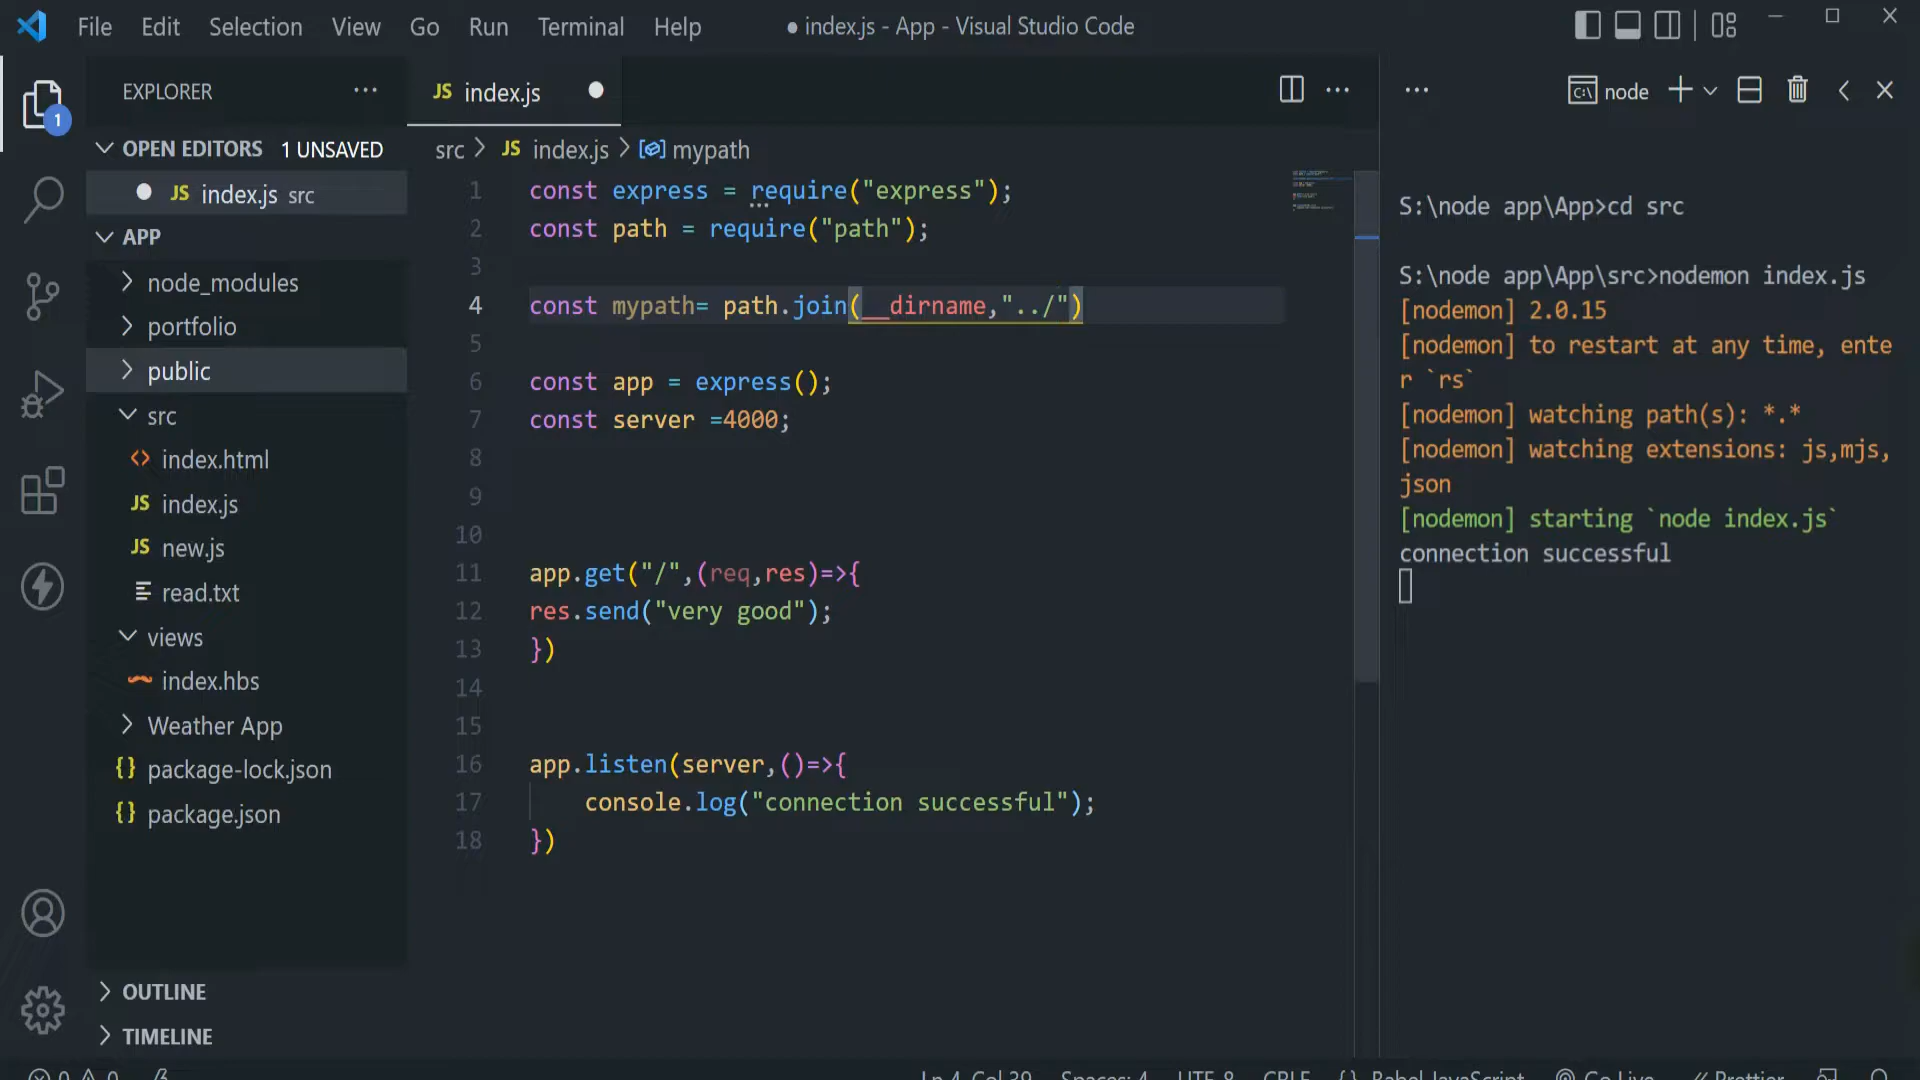 File Edit Selection View Go Run Terminal Help
● index.js - App - Visual Studio Code
1
EXPLORER ···
OPEN EDITORS 1 UNSAVED
JS index.js src
APP
node_modules
portfolio
public
src
<> index.html
JS index.js
JS new.js
read.txt
views
index.hbs
Weather App
{} package-lock.json
{} package.json
OUTLINE
TIMELINE
JS index.js ●
src > JS index.js > mypath
1 const express = require("express");
2 const path = require("path");
3
4 const mypath= path.join(__dirname,"../")
5
6 const app = express();
7 const server =4000;
8
9
10
11 app.get("/",(req,res)=>{
12 res.send("very good");
13 })
14
15
16 app.listen(server,()=>{
17 console.log("connection successful");
18 })
node
S:\node app\App>cd src
S:\node app\App\src>nodemon index.js
[nodemon] 2.0.15
[nodemon] to restart at any time, ente
r `rs`
[nodemon] watching path(s): *.*
[nodemon] watching extensions: js,mjs,
json
[nodemon] starting `node index.js`
connection successful
0 0
Ln 4, Col 39 Spaces: 4 UTF-8 CRLF {} Babel JavaScript Go Live Prettier